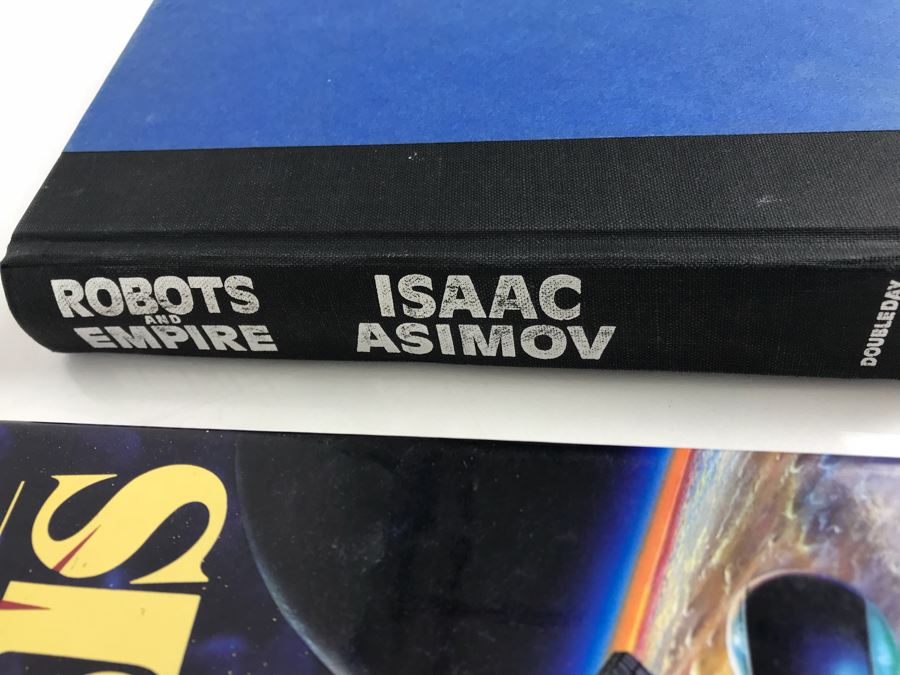 ROBOTS
AND
EMPIRE
ISAAC
ASIMOV
DOUBLEDAY